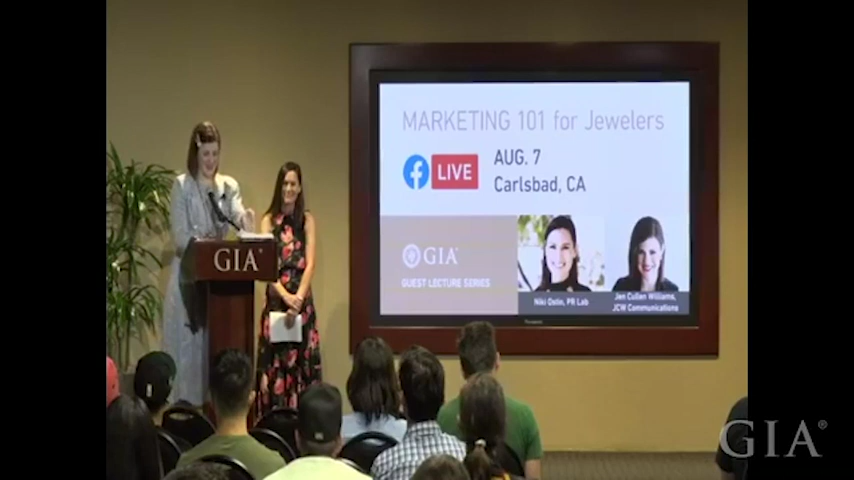 MARKETING 101 for Jewelers
f LIVE
AUG. 7
Carlsbad, CA
GIA®
GUEST LECTURE SERIES
Niki Ostin, PR Lab
Jen Cullen Williams,
JCW Communications
GIA
GIA®